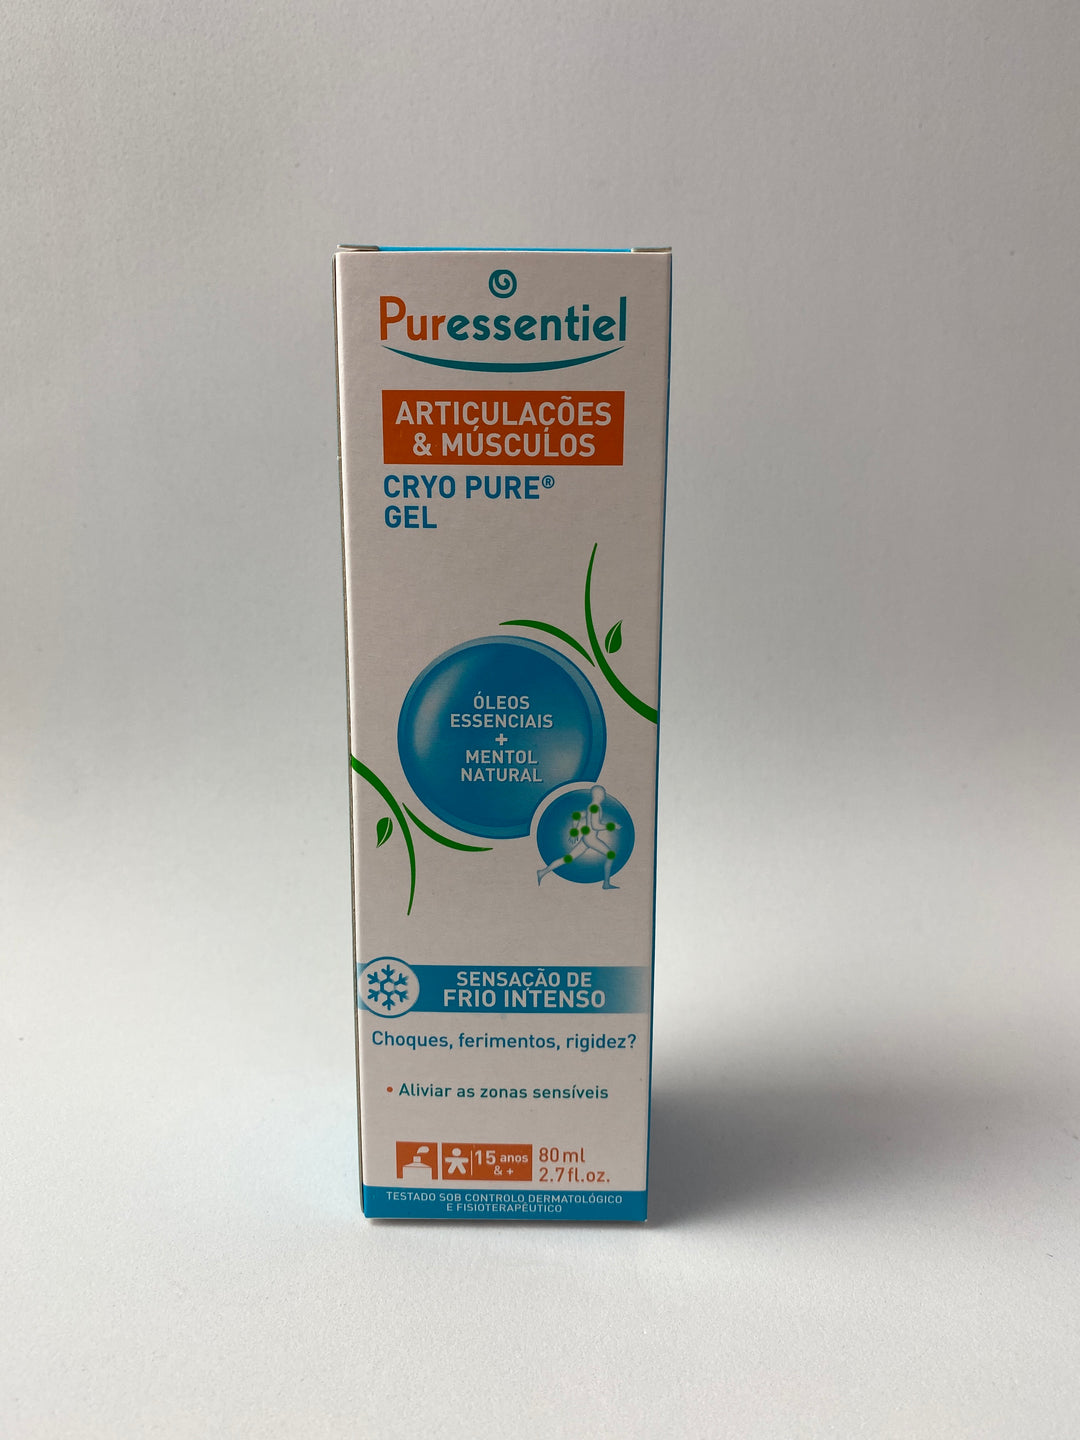 Puressentiel
ARTICULAÇÕES
& MÚSCULOS
CRYO PURE®
GEL
ÓLEOS
ESSENCIAIS
+
MENTOL
NATURAL
SENSAÇÃO DE
FRIO INTENSO
Choques, ferimentos, rigidez?
• Aliviar as zonas sensíveis
15 anos
& +
80 ml
2.7 fl.oz.
TESTADO SOB CONTROLO DERMATOLÓGICO
E FISIOTERAPÊUTICO